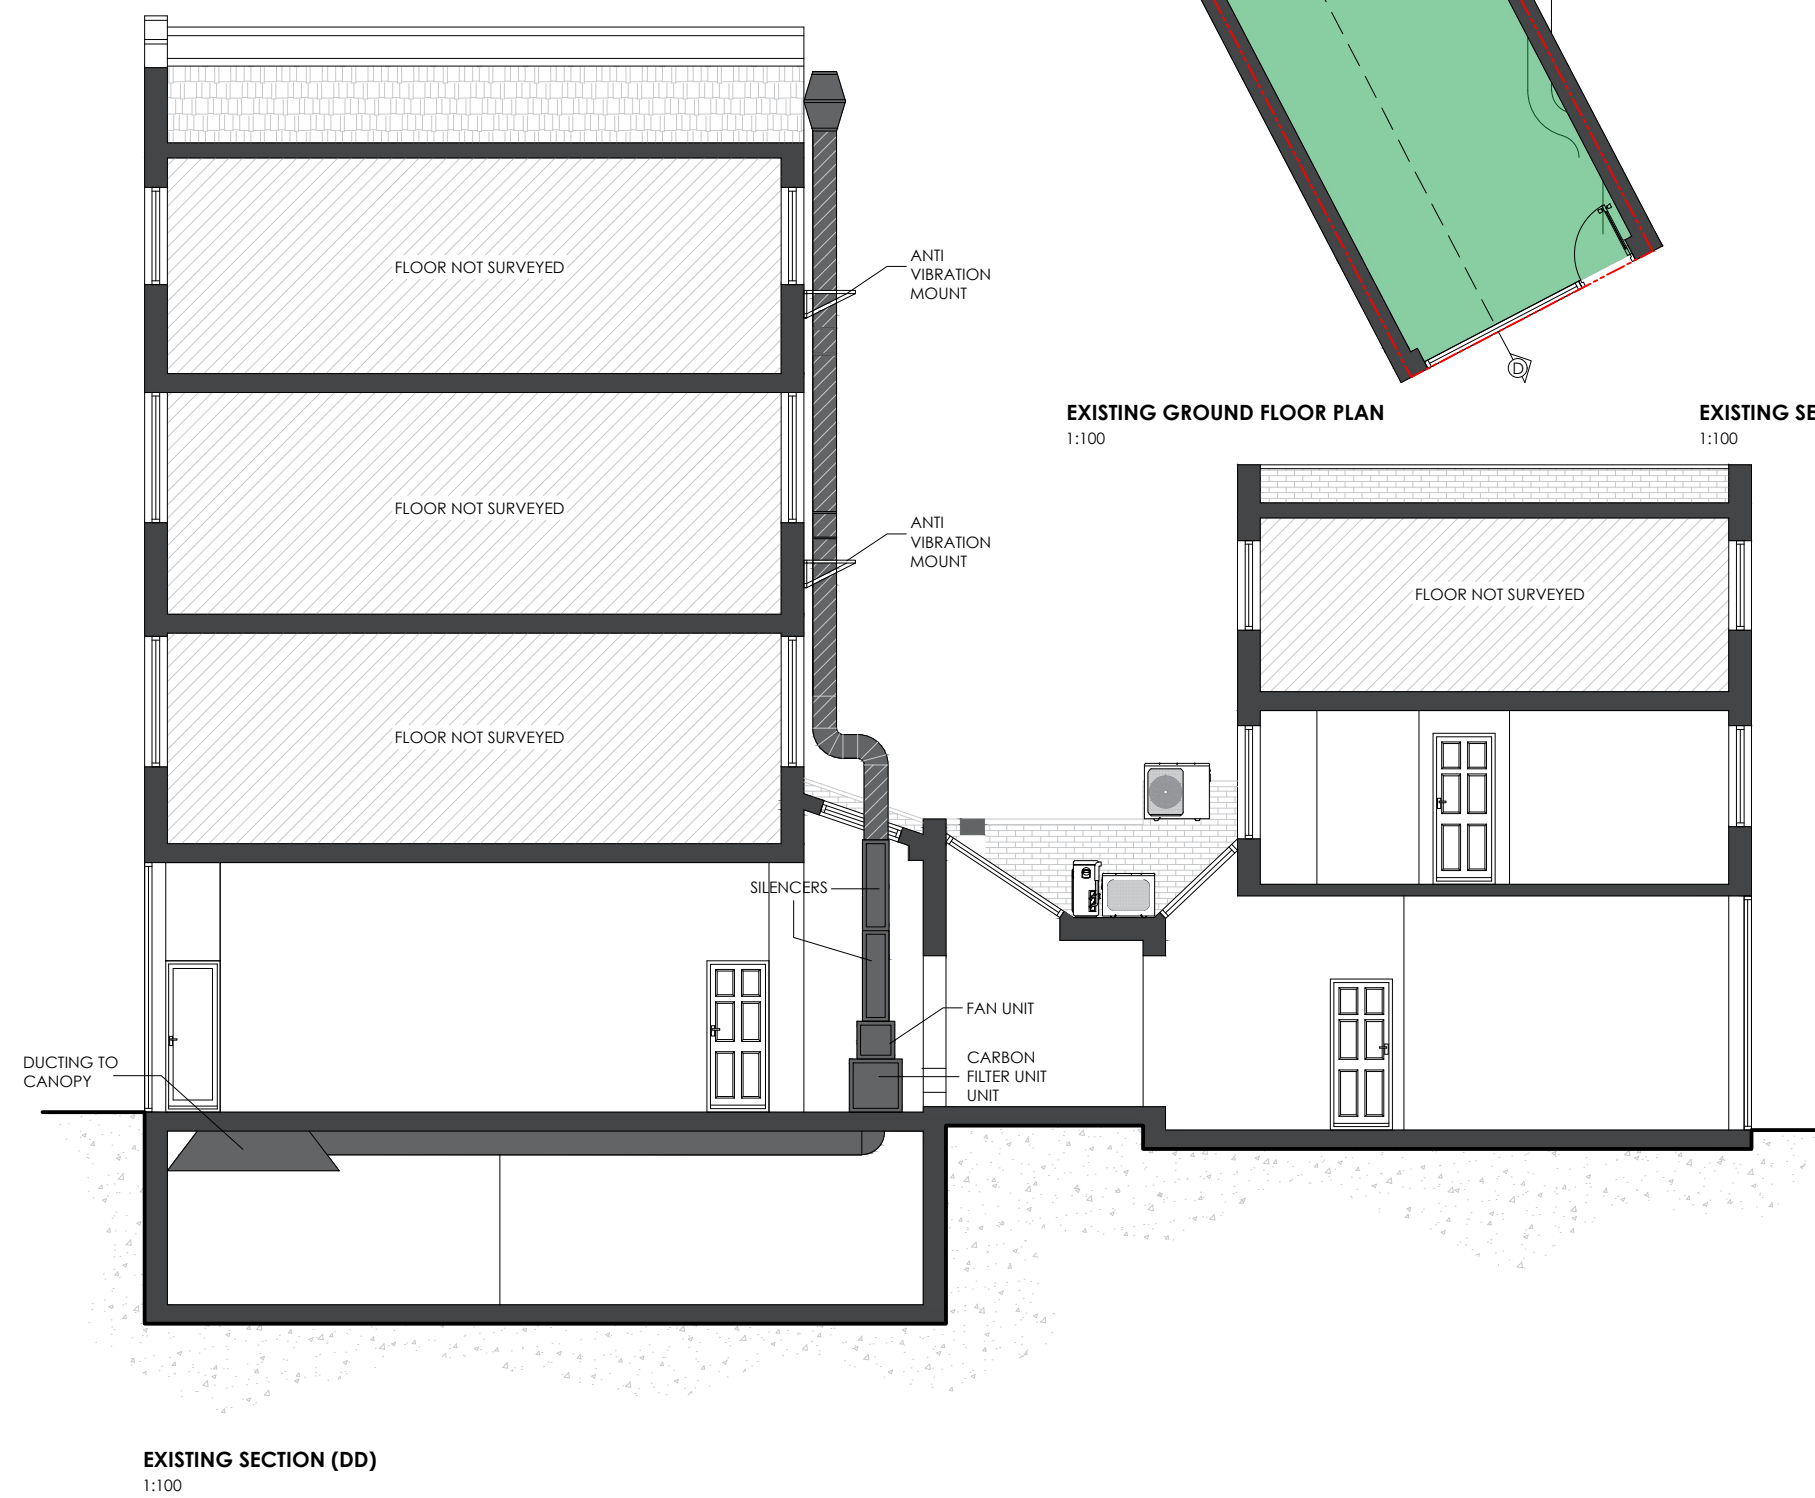 FLOOR NOT SURVEYED
ANTI
VIBRATION
MOUNT
D
EXISTING GROUND FLOOR PLAN
1:100
EXISTING SE
1:100
FLOOR NOT SURVEYED
ANTI
VIBRATION
MOUNT
FLOOR NOT SURVEYED
FLOOR NOT SURVEYED
SILENCERS
FAN UNIT
CARBON
FILTER UNIT
UNIT
DUCTING TO
CANOPY
EXISTING SECTION (DD)
1:100